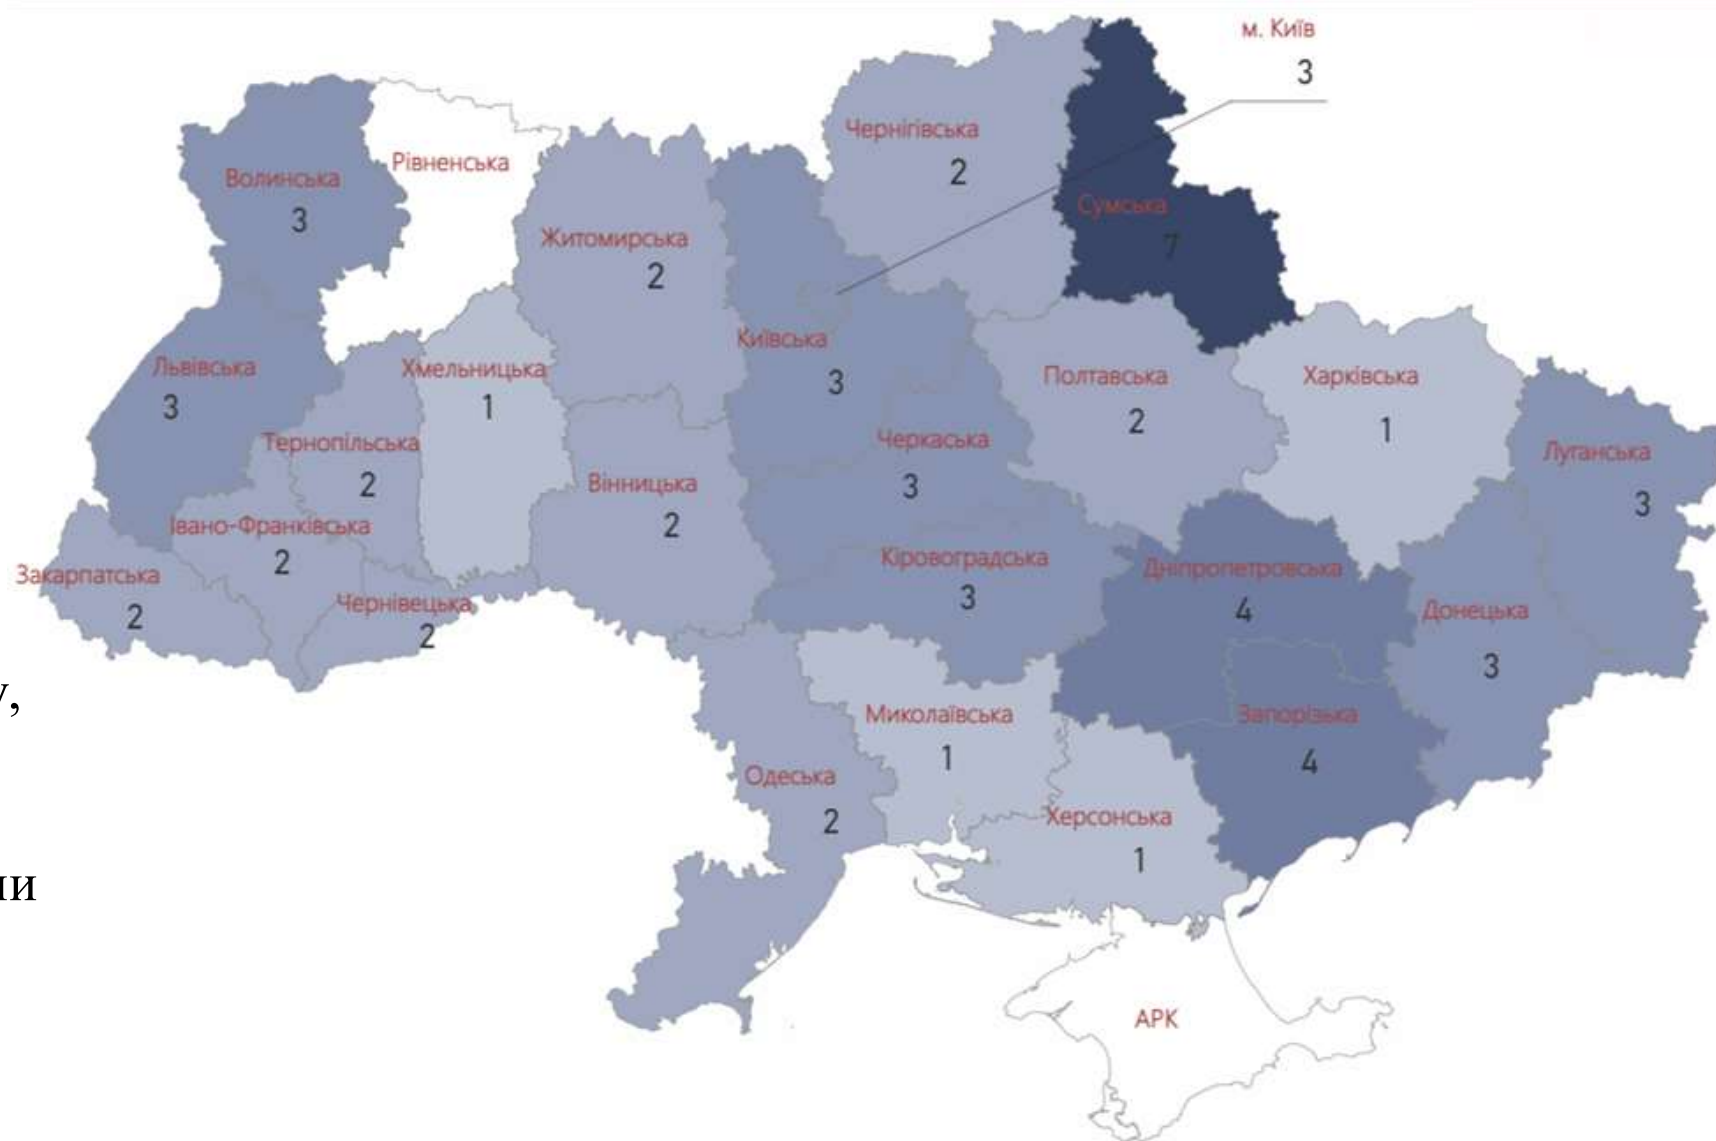 м. Київ
3
Чернігівська
2
Рівненська
Волинська
3
Сумська
7
Житомирська
2
Київська
3
Львівська
3
Хмельницька
1
Полтавська
2
Харківська
1
Тернопільська
2
Черкаська
3
Луганська
3
Вінницька
2
Івано-Франківська
2
Кіровоградська
3
Дніпропетровська
4
Закарпатська
2
Чернівецька
2
Донецька
3
Миколаївська
1
Запорізька
4
Одеська
2
Херсонська
1
АРК